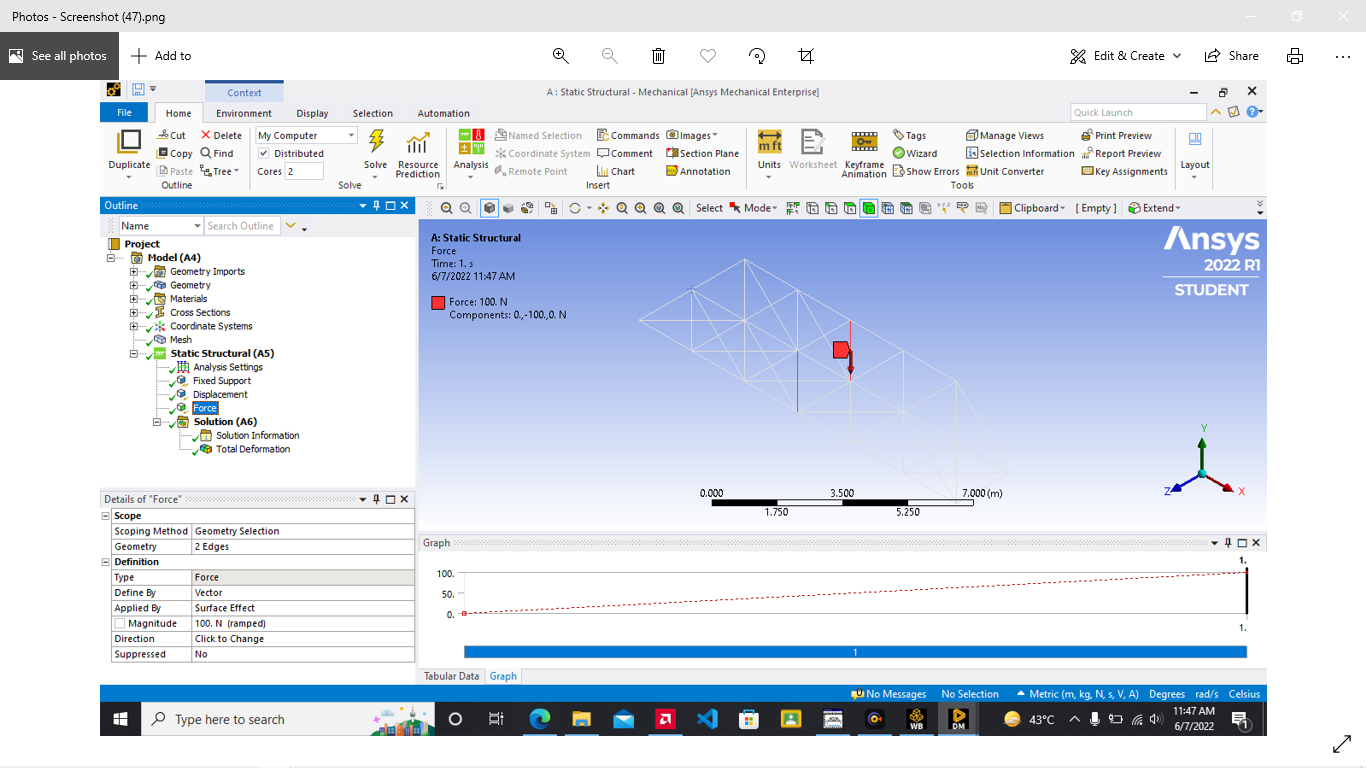 Photos - Screenshot (47).png
See all photos
Add to
Edit & Create
Share
Context
A : Static Structural - Mechanical [Ansys Mechanical Enterprise]
File
Home
Environment
Display
Selection
Automation
Quick Launch
Duplicate
Cut
Copy
Paste
Delete
Find
Tree
Outline
My Computer
Distributed
Cores 2
Solve
Resource
Prediction
Solve
Analysis
Named Selection
Coordinate System
Remote Point
Commands
Comment
Chart
Images
Section Plane
Annotation
Insert
Units
Worksheet
Keyframe
Animation
Tags
Wizard
Show Errors
Manage Views
Selection Information
Unit Converter
Print Preview
Report Preview
Key Assignments
Tools
Layout
Outline
Name
Search Outline
Project
Model (A4)
Geometry Imports
Geometry
Materials
Cross Sections
Coordinate Systems
Mesh
Static Structural (A5)
Analysis Settings
Fixed Support
Displacement
Force
Solution (A6)
Solution Information
Total Deformation
Select
Mode
Clipboard
[ Empty ]
Extend
A: Static Structural
Force
Time: 1. s
6/7/2022 11:47 AM
Force: 100. N
Components: 0.,-100.,0. N
Ansys
2022 R1
STUDENT
Y
Z
X
0.000
3.500
7.000 (m)
1.750
5.250
Details of "Force"
Scope
Scoping Method Geometry Selection
Geometry 2 Edges
Definition
Type Force
Define By Vector
Applied By Surface Effect
Magnitude 100. N (ramped)
Direction Click to Change
Suppressed No
Graph
1.
100.
50.
0.
1.
1
Tabular Data
Graph
No Messages
No Selection
Metric (m, kg, N, s, V, A)
Degrees
rad/s
Celsius
Type here to search
WB
DM
43°C
11:47 AM
6/7/2022
1